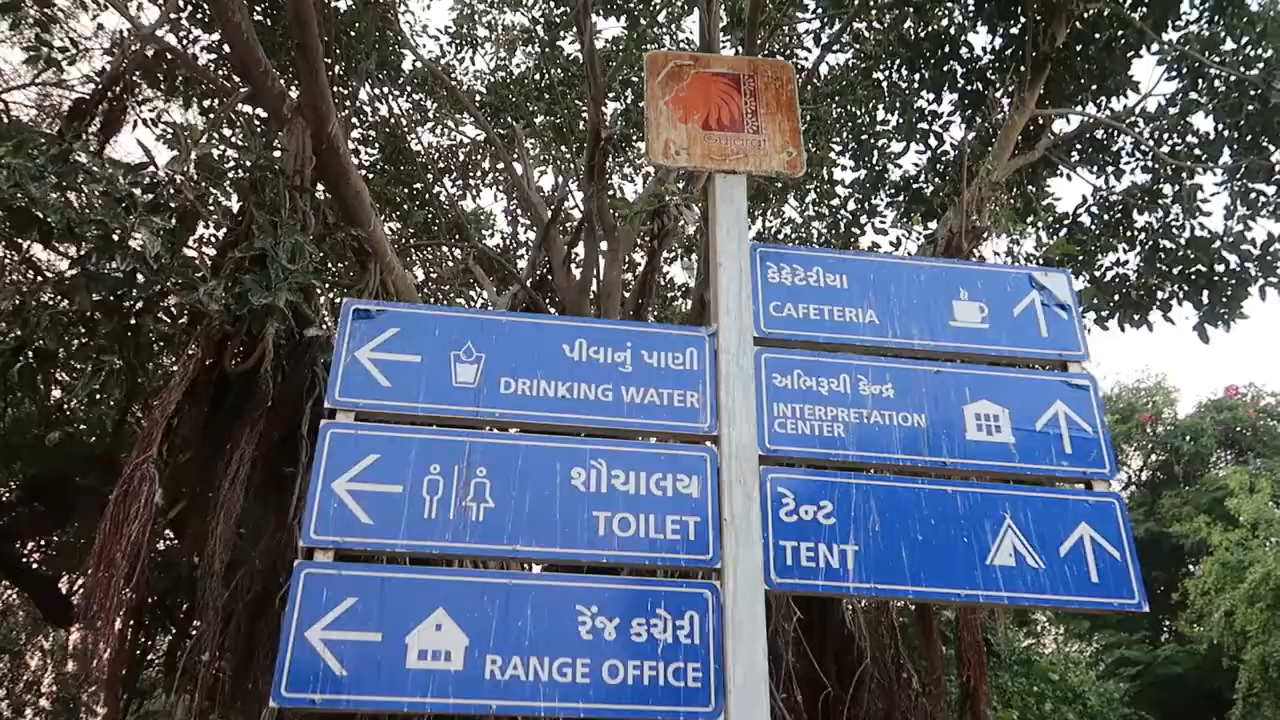 પીવાનું પાણી
DRINKING WATER
શૌચાલય
TOILET
રેંજ કચેરી
RANGE OFFICE
કેફેટેરીયા
CAFETERIA
અભિરૂચી કેન્દ્ર
INTERPRETATION
CENTER
ટેન્ટ
TENT